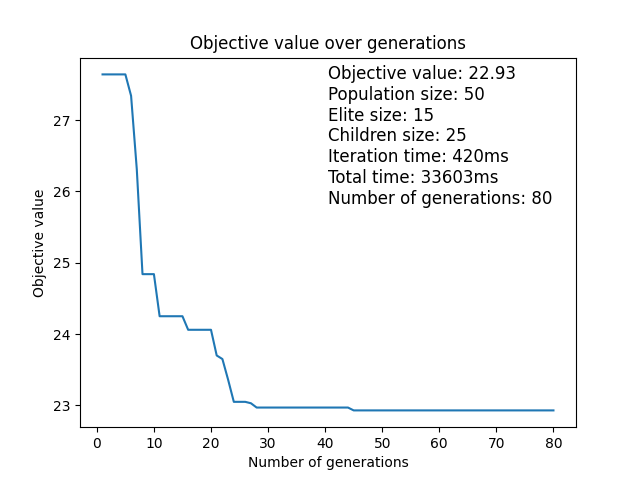 Objective value over generations
Objective value: 22.93
Population size: 50
Elite size: 15
Children size: 25
Iteration time: 420ms
Total time: 33603ms
Number of generations: 80
Objective value
27
26
25
24
23
0 10 20 30 40 50 60 70 80
Number of generations